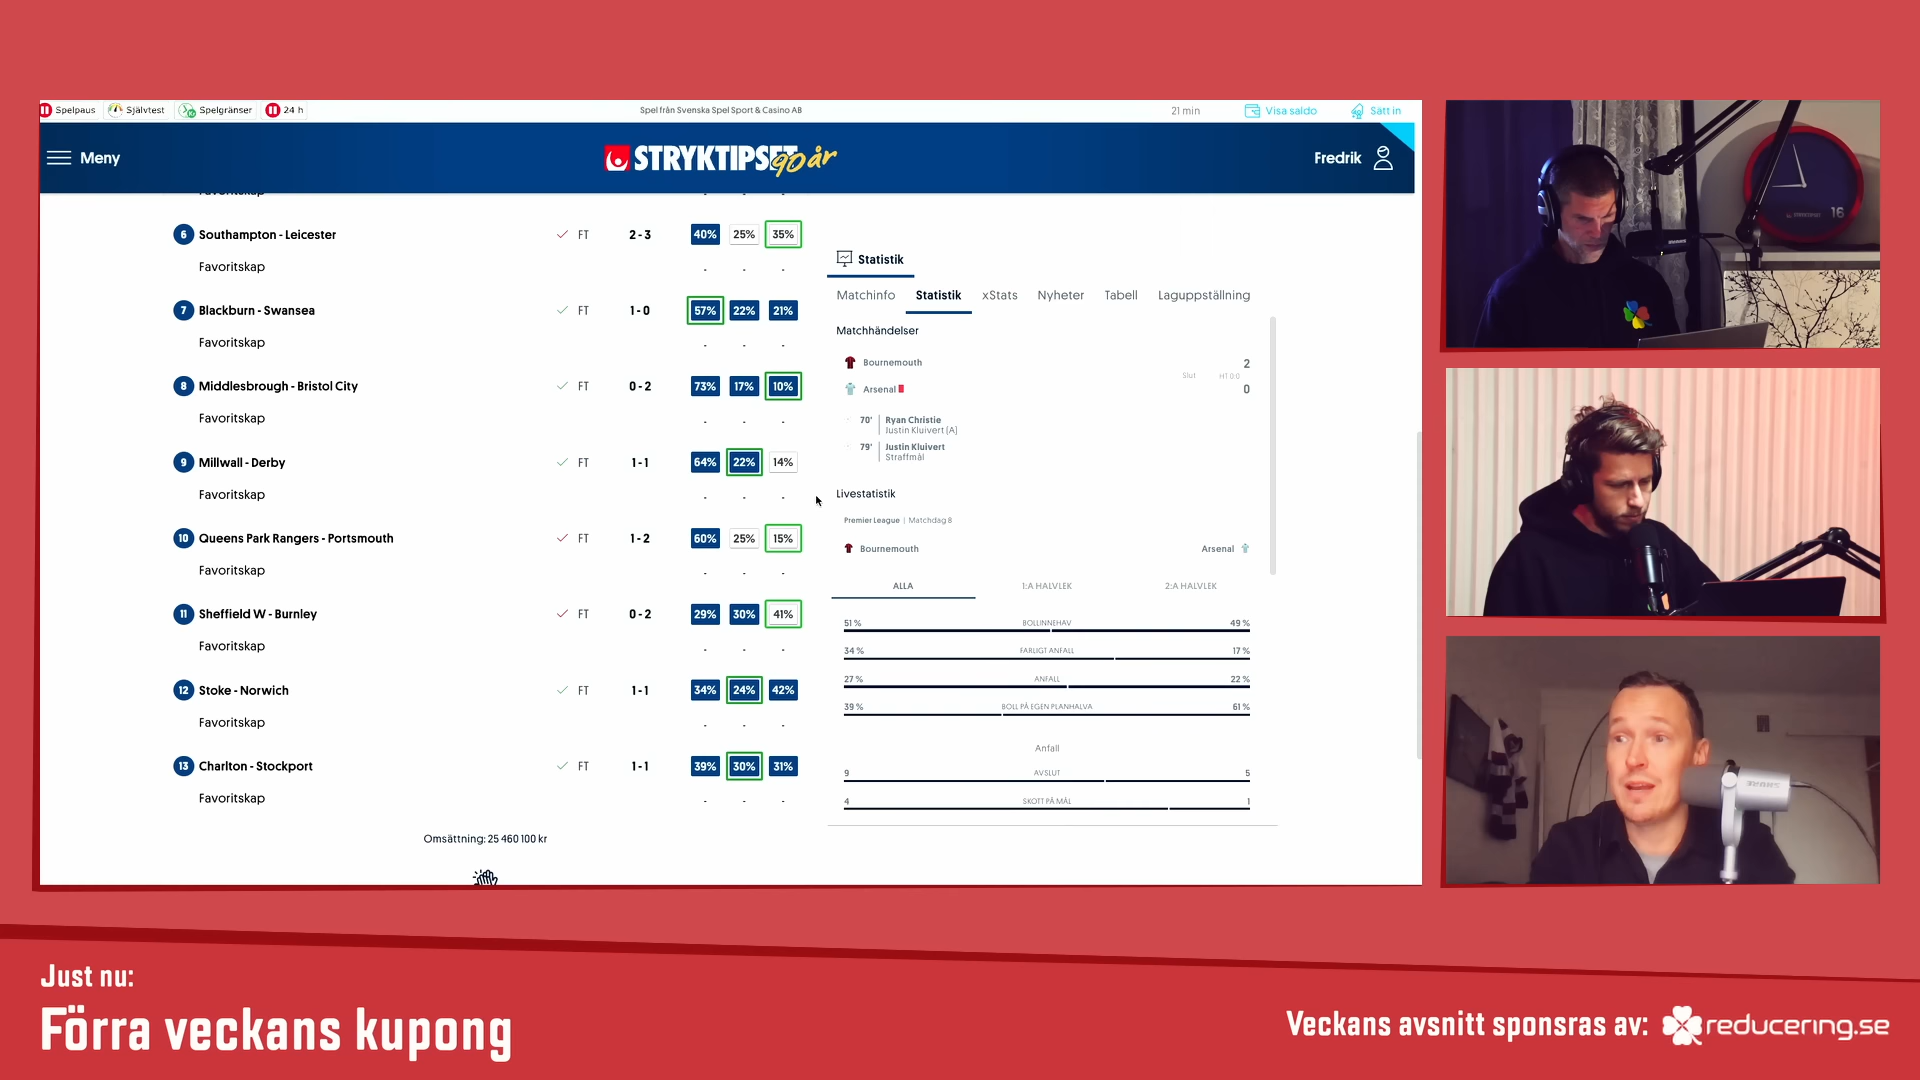 Spelpaus Självtest Spelgränser 24 h Spel från Svenska Spel Sport & Casino AB 21 min Visa saldo Sätt in
Meny STRYKTIPSET 90 år Fredrik
Favoritskap
- - -
6 Southampton - Leicester FT 2 - 3 40% 25% 35%
Favoritskap - - -
7 Blackburn - Swansea FT 1 - 0 57% 22% 21%
Favoritskap - - -
8 Middlesbrough - Bristol City FT 0 - 2 73% 17% 10%
Favoritskap - - -
9 Millwall - Derby FT 1 - 1 64% 22% 14%
Favoritskap - - -
10 Queens Park Rangers - Portsmouth FT 1 - 2 60% 25% 15%
Favoritskap - - -
11 Sheffield W - Burnley FT 0 - 2 29% 30% 41%
Favoritskap - - -
12 Stoke - Norwich FT 1 - 1 34% 24% 42%
Favoritskap - - -
13 Charlton - Stockport FT 1 - 1 39% 30% 31%
Favoritskap - - -
Omsättning: 25 460 100 kr
Statistik
Matchinfo Statistik xStats Nyheter Tabell Laguppställning
Matchhändelser
Bournemouth 2
Slut HT 0:0
Arsenal 0
70' Ryan Christie
Justin Kluivert (A)
79' Justin Kluivert
Straffmål
Livestatistik
Premier League | Matchdag 8
Bournemouth Arsenal
ALLA 1:A HALVLEK 2:A HALVLEK
51 % BOLLINNEHAV 49 %
34 % FARLIGT ANFALL 17 %
27 % ANFALL 22 %
39 % BOLL PÅ EGEN PLANHALVA 61 %
Anfall
9 AVSLUT 5
4 SKOTT PÅ MÅL 1
STRYKTIPSET 16
SHURE
Just nu:
Förra veckans kupong
Veckans avsnitt sponsras av: reducering.se